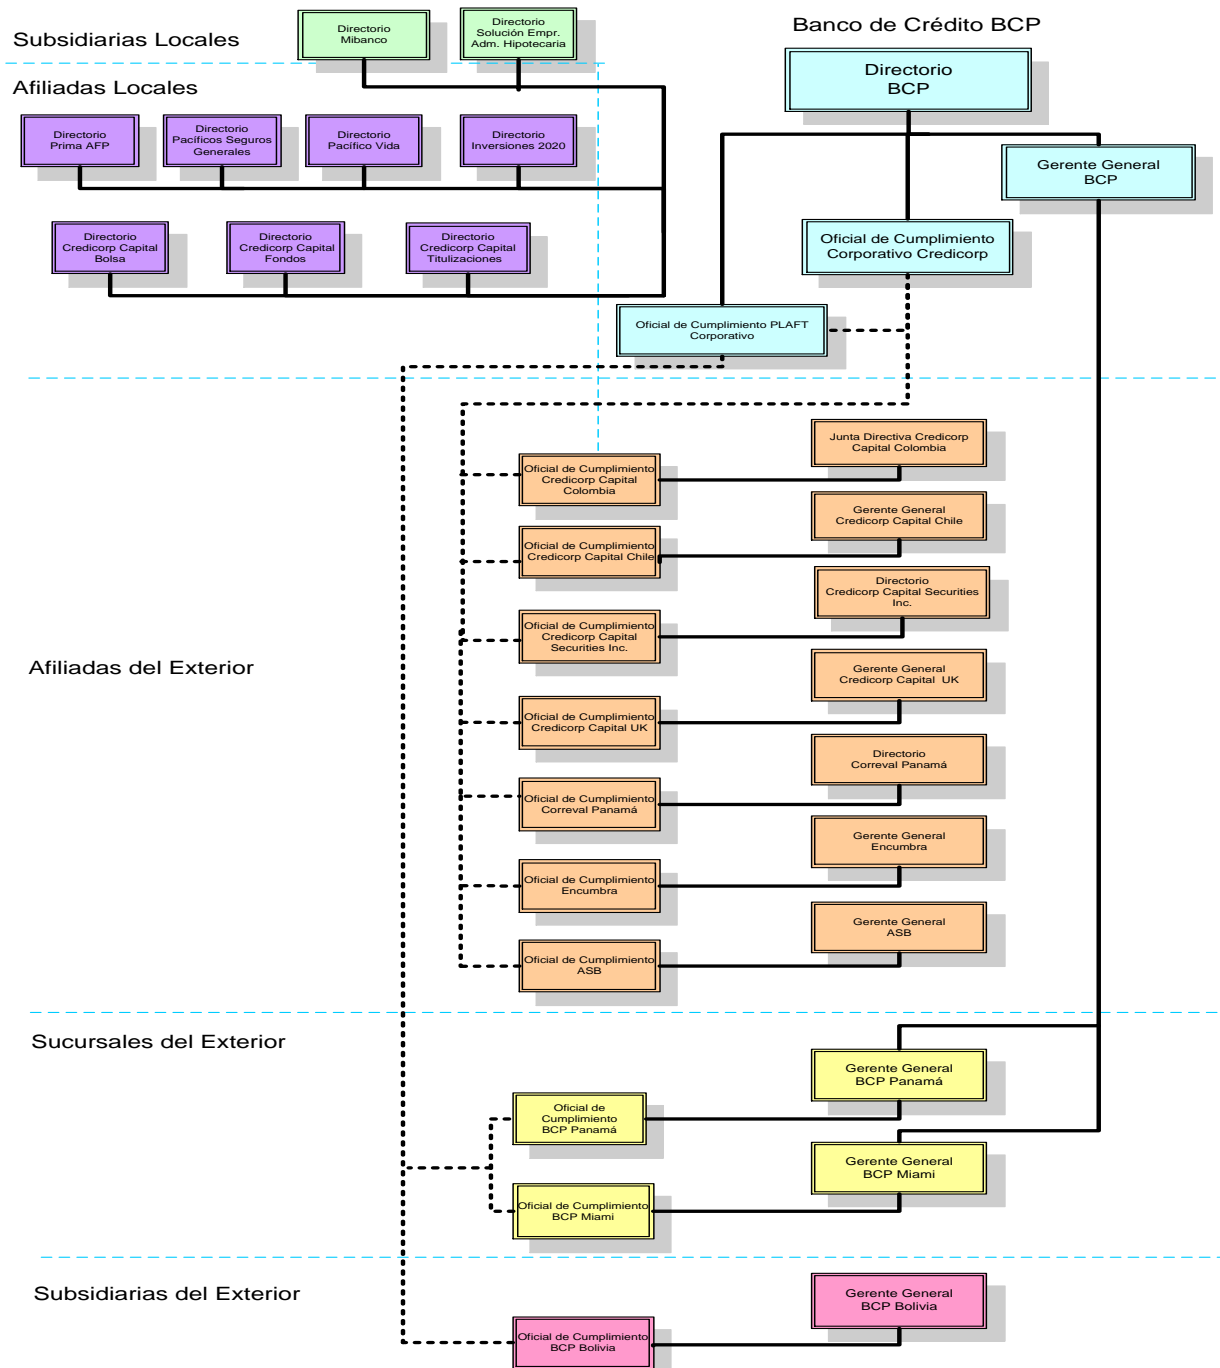 Subsidiarias Locales
Directorio
Mibanco
Directorio
Solución Empr.
Adm. Hipotecaria
Banco de Crédito BCP
Directorio
BCP
Afiliadas Locales
Directorio
Prima AFP
Directorio
Pacíficos Seguros
Generales
Directorio
Pacífico Vida
Directorio
Inversiones 2020
Gerente General
BCP
Directorio
Credicorp Capital
Bolsa
Directorio
Credicorp Capital
Fondos
Directorio
Credicorp Capital
Titulizaciones
Oficial de Cumplimiento
Corporativo Credicorp
Oficial de Cumplimiento PLAFT
Corporativo
Afiliadas del Exterior
Junta Directiva Credicorp
Capital Colombia
Oficial de Cumplimiento
Credicorp Capital
Colombia
Gerente General
Credicorp Capital Chile
Oficial de Cumplimiento
Credicorp Capital Chile
Directorio
Credicorp Capital Securities
Inc.
Oficial de Cumplimiento
Credicorp Capital
Securities Inc.
Gerente General
Credicorp Capital UK
Oficial de Cumplimiento
Credicorp Capital UK
Directorio
Correval Panamá
Oficial de Cumplimiento
Correval Panamá
Gerente General
Encumbra
Oficial de Cumplimiento
Encumbra
Gerente General
ASB
Oficial de Cumplimiento
ASB
Sucursales del Exterior
Gerente General
BCP Panamá
Oficial de
Cumplimiento
BCP Panamá
Gerente General
BCP Miami
Oficial de Cumplimiento
BCP Miami
Subsidiarias del Exterior
Gerente General
BCP Bolivia
Oficial de Cumplimiento
BCP Bolivia